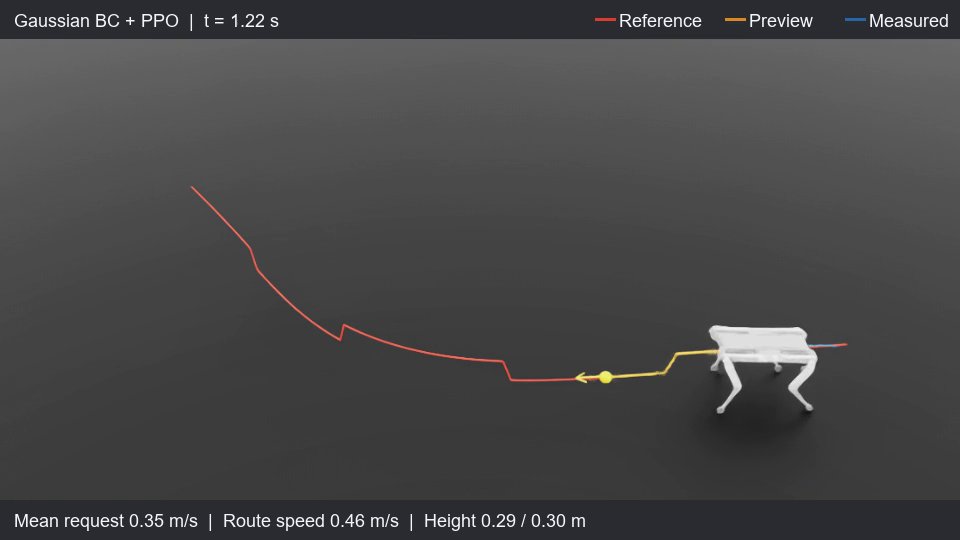 Gaussian BC + PPO | t = 1.22 s
Reference
Preview
Measured
Mean request 0.35 m/s | Route speed 0.46 m/s | Height 0.29 / 0.30 m